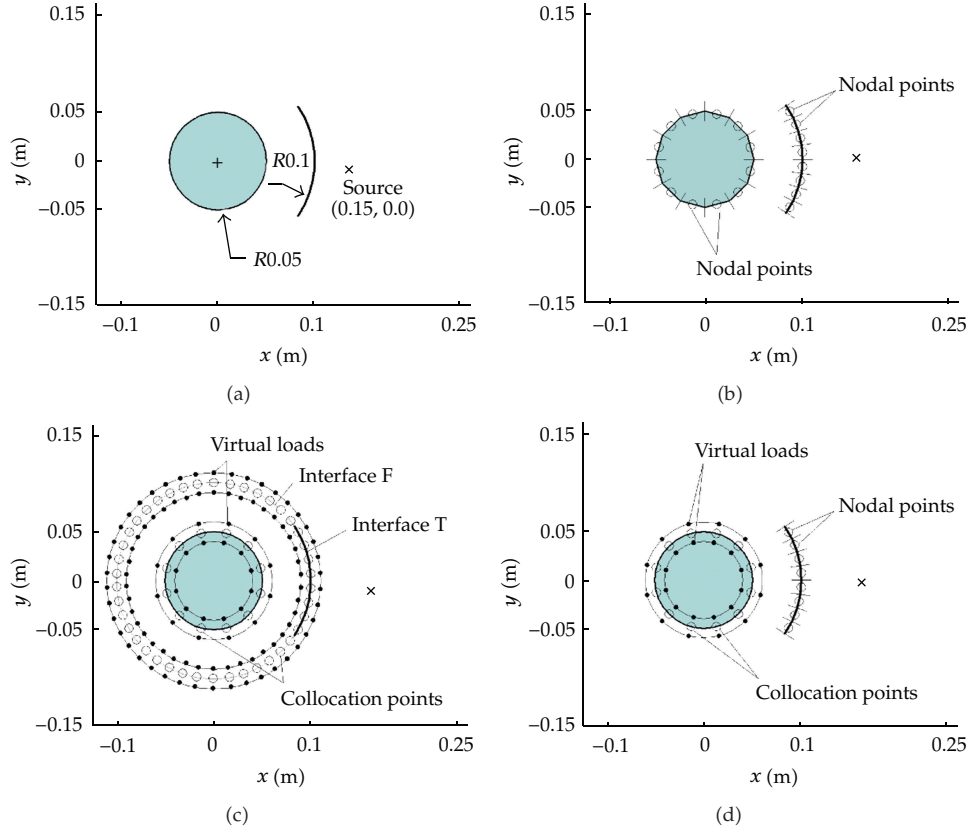 0.15
0.05
0
−0.05
−0.15
y (m)
−0.1
0
0.1
0.25
x (m)
R0.1
Source
(0.15, 0.0)
R0.05
(a)
0.15
0.05
0
−0.05
−0.15
y (m)
−0.1
0
0.1
0.25
x (m)
Nodal points
Nodal points
(b)
0.15
0.05
0
−0.05
−0.15
y (m)
−0.1
0
0.1
0.25
x (m)
Virtual loads
Interface F
Interface T
Collocation points
(c)
0.15
0.05
0
−0.05
−0.15
y (m)
−0.1
0
0.1
0.25
x (m)
Virtual loads
Nodal points
Collocation points
(d)